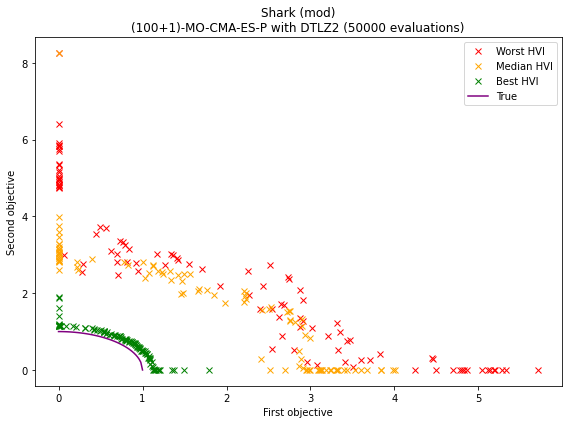 Shark (mod)
(100+1)-MO-CMA-ES-P with DTLZ2 (50000 evaluations)
Worst HVI
Median HVI
Best HVI
True
Second objective
8
6
4
2
0
0
1
2
3
4
5
First objective